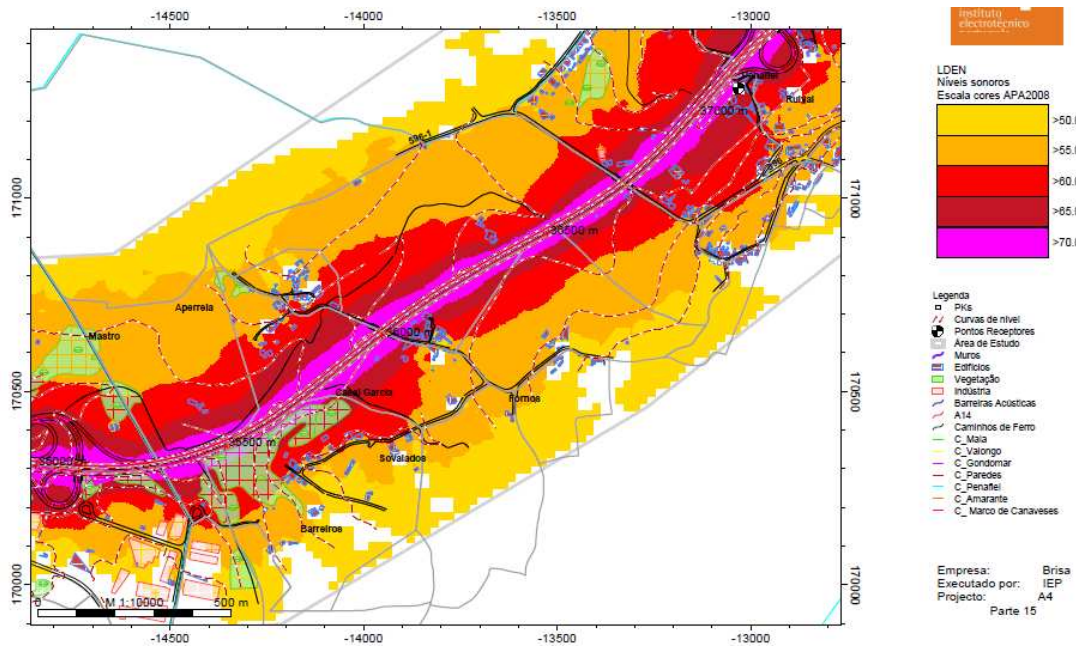 -14500 -14000 -13500 -13000
instituto
electrotécnico
LDEN
Níveis sonoros
Escala cores APA2008
>50.
>55.
>60.
>65.
>70.
Penafiel
Ruival
37000 m
596-1
171000
171000
36500 m
Aperrela
Mastro
36000 m
170500
170500
Casal Garcia
Fornos
35500 m
35000 m
Sovalados
Barreiros
170000
170000
0 M 1:10000 500 m
-14500 -14000 -13500 -13000
Legenda
PKs
Curvas de nível
Pontos Receptores
Área de Estudo
Muros
Edifícios
Vegetação
Indústria
Barreiras Acústicas
A14
Caminhos de Ferro
C_Maia
C_Valongo
C_Gondomar
C_Paredes
C_Penafiel
C_Amarante
C_ Marco de Canaveses
Empresa: Brisa
Executado por: IEP
Projecto: A4
Parte 15